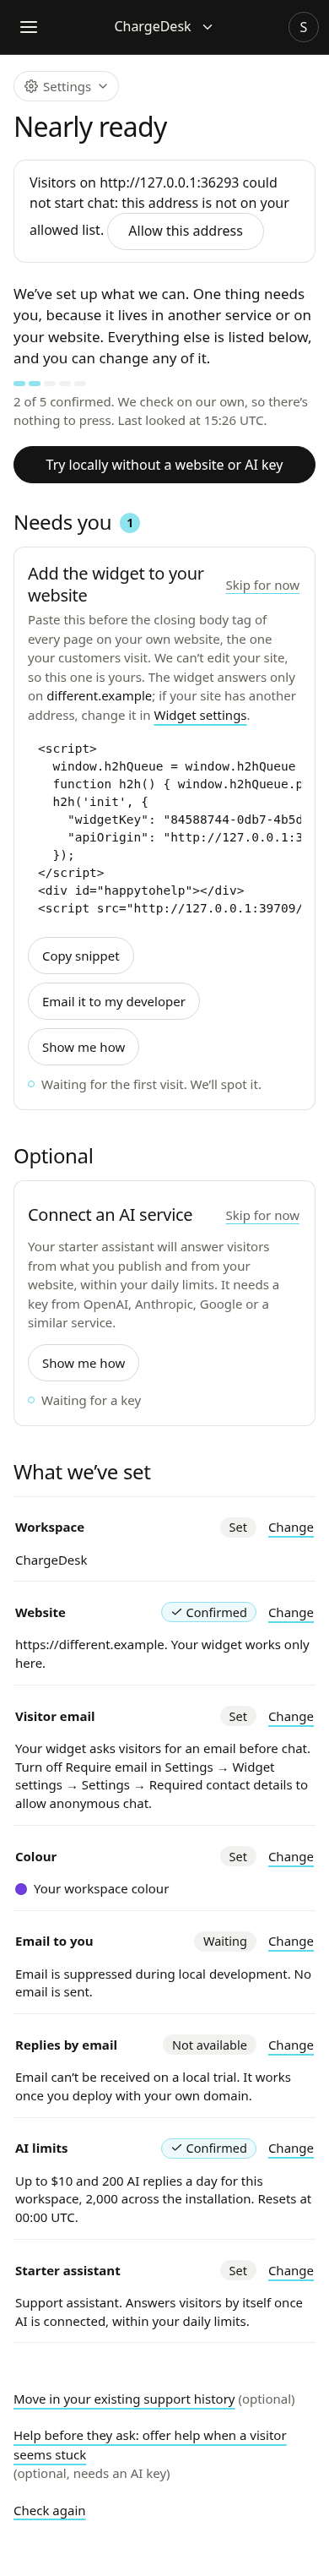 ChargeDesk
S
Settings
Nearly ready
Visitors on http://127.0.0.1:36293 could
not start chat: this address is not on your
allowed list. Allow this address
We’ve set up what we can. One thing needs
you, because it lives in another service or on
your website. Everything else is listed below,
and you can change any of it.
2 of 5 confirmed. We check on our own, so there’s
nothing to press. Last looked at 15:26 UTC.
Try locally without a website or AI key
Needs you 1
Add the widget to your
website
Skip for now
Paste this before the closing body tag of
every page on your own website, the one
your customers visit. We can’t edit your site,
so this one is yours. The widget answers only
on different.example; if your site has another
address, change it in Widget settings.
<script>
window.h2hQueue = window.h2hQueue
function h2h() { window.h2hQueue.p
h2h('init', {
"widgetKey": "84588744-0db7-4b5d
"apiOrigin": "http://127.0.0.1:3
});
</script>
<div id="happytohelp"></div>
<script src="http://127.0.0.1:39709/
Copy snippet
Email it to my developer
Show me how
Waiting for the first visit. We’ll spot it.
Optional
Connect an AI service
Skip for now
Your starter assistant will answer visitors
from what you publish and from your
website, within your daily limits. It needs a
key from OpenAI, Anthropic, Google or a
similar service.
Show me how
Waiting for a key
What we’ve set
Workspace Set Change
ChargeDesk
Website ✓ Confirmed Change
https://different.example. Your widget works only
here.
Visitor email Set Change
Your widget asks visitors for an email before chat.
Turn off Require email in Settings → Widget
settings → Settings → Required contact details to
allow anonymous chat.
Colour Set Change
Your workspace colour
Email to you Waiting Change
Email is suppressed during local development. No
email is sent.
Replies by email Not available Change
Email can’t be received on a local trial. It works
once you deploy with your own domain.
AI limits ✓ Confirmed Change
Up to $10 and 200 AI replies a day for this
workspace, 2,000 across the installation. Resets at
00:00 UTC.
Starter assistant Set Change
Support assistant. Answers visitors by itself once
AI is connected, within your daily limits.
Move in your existing support history (optional)
Help before they ask: offer help when a visitor
seems stuck
(optional, needs an AI key)
Check again